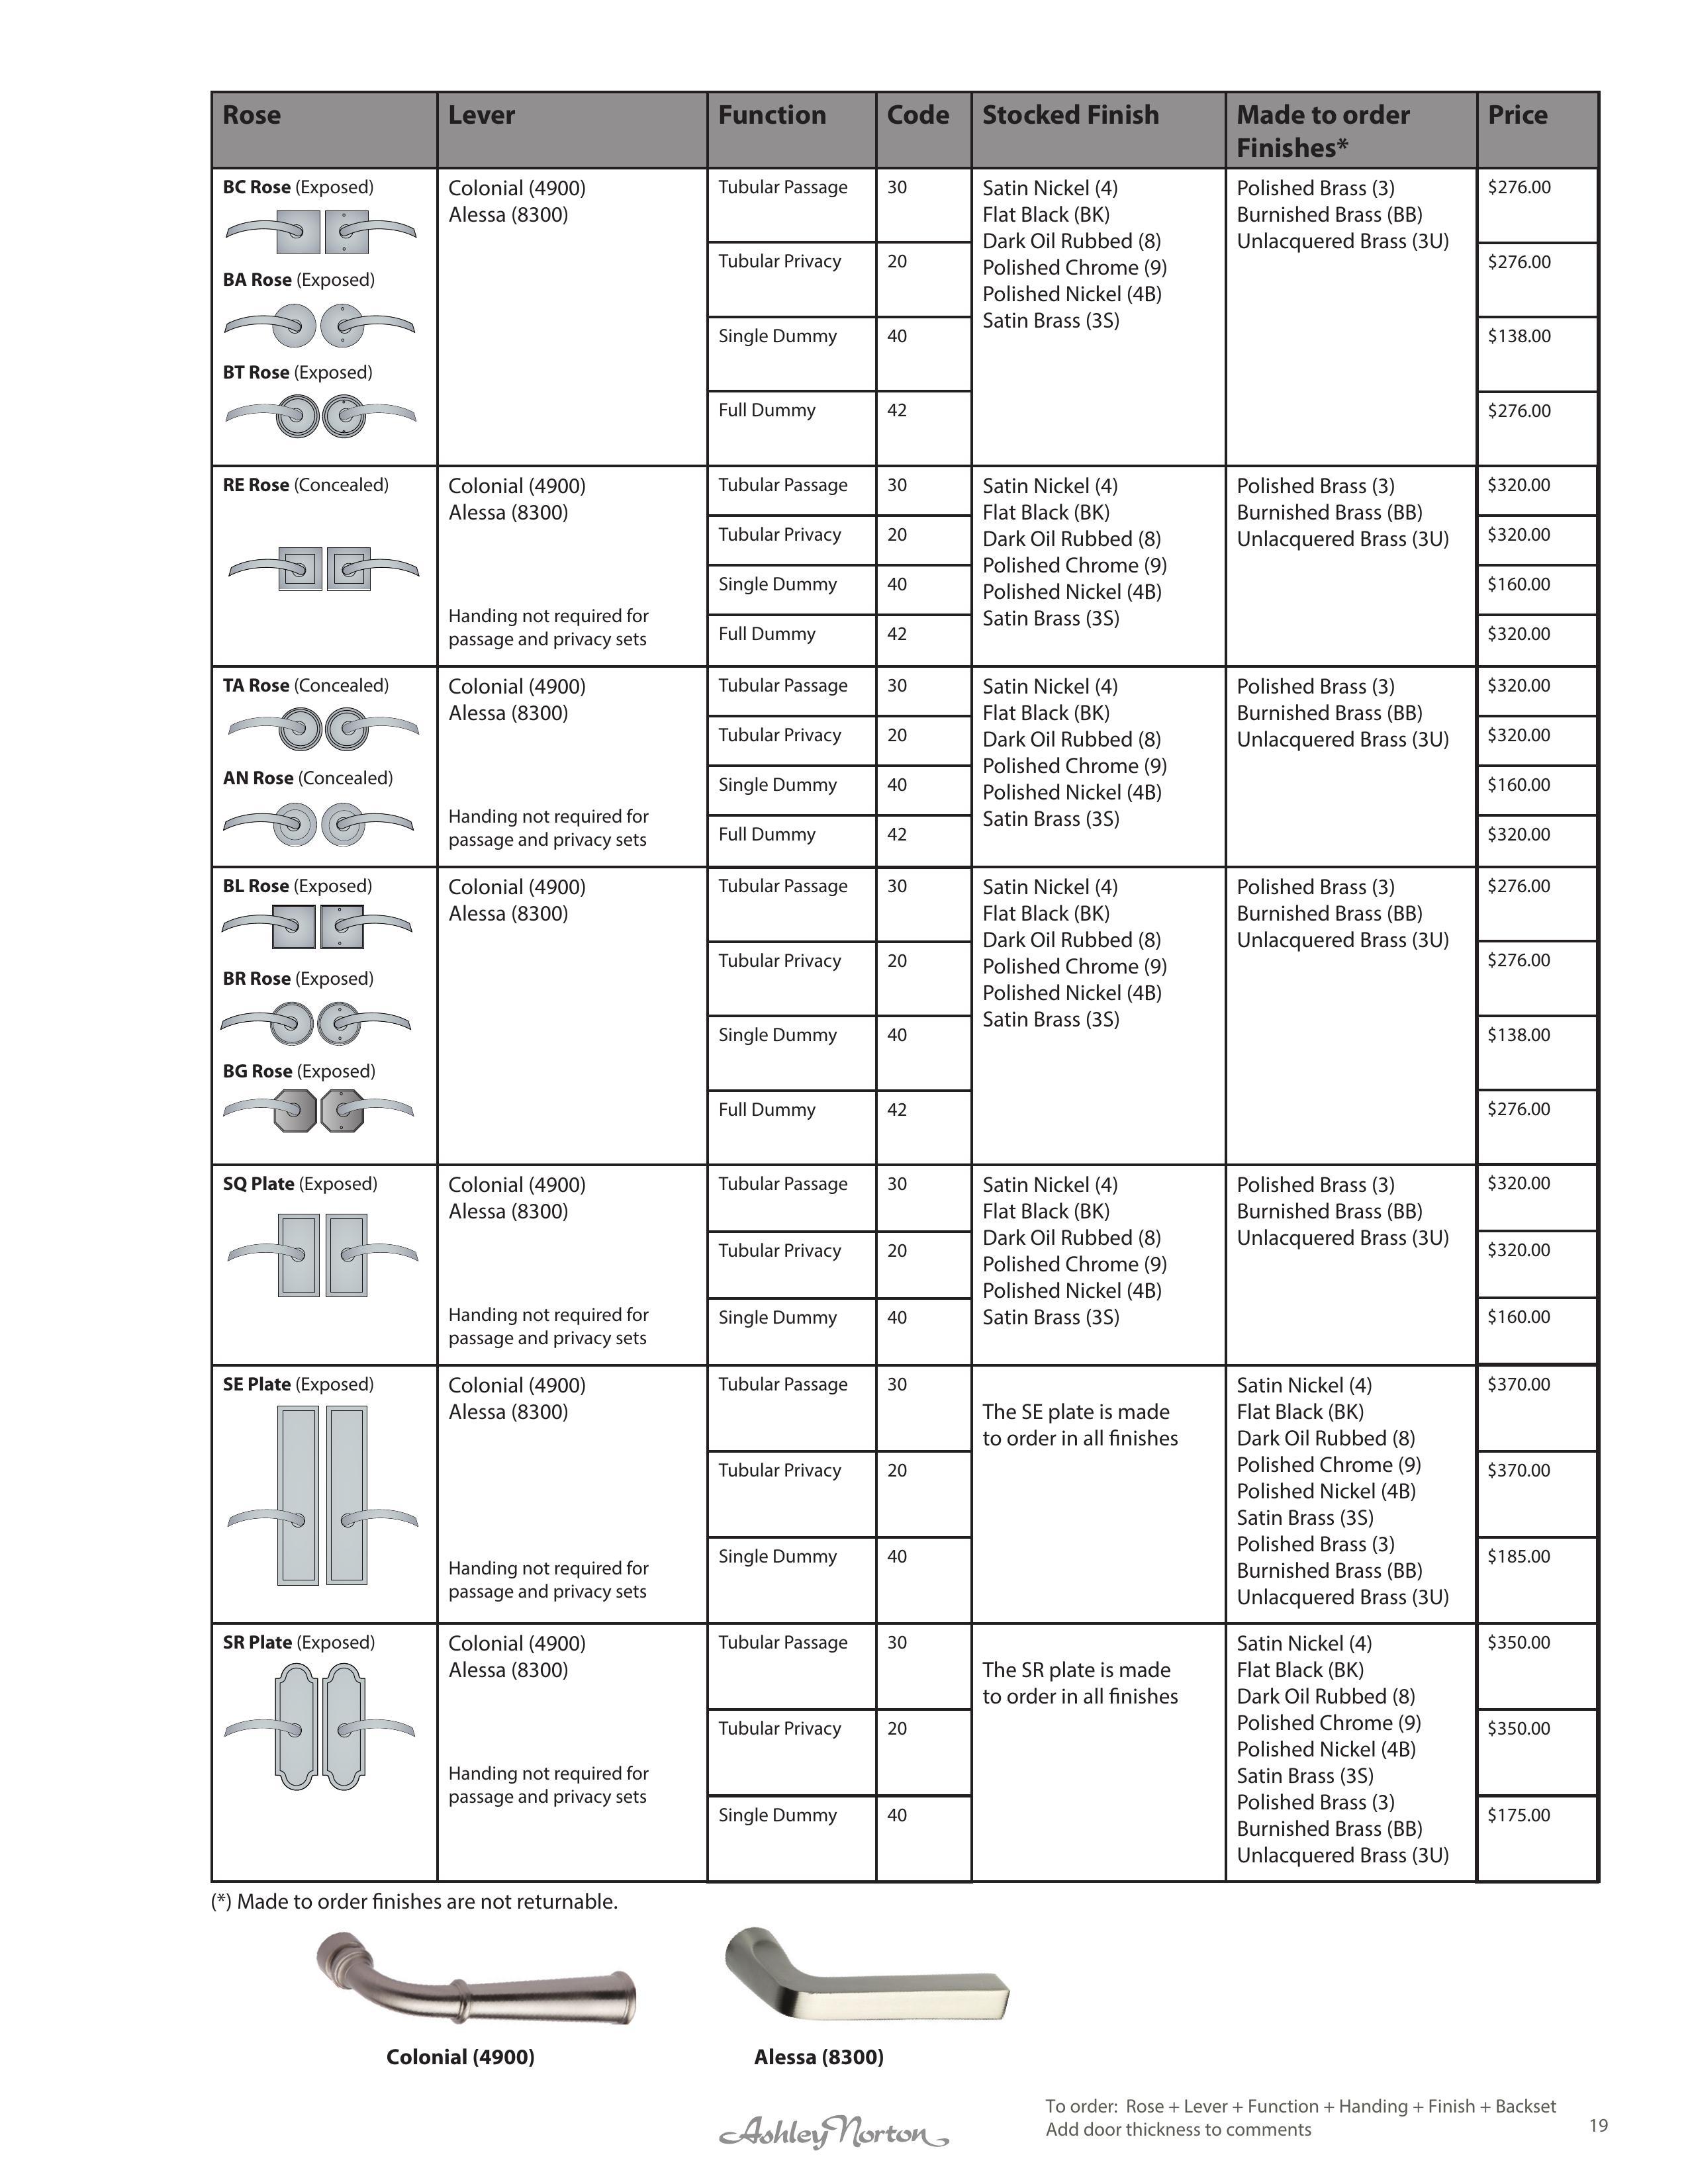 Rose
Lever
Function
Code
Stocked Finish
Made to order
Finishes*
Price
BC Rose (Exposed)
BA Rose (Exposed)
BT Rose (Exposed)
Colonial (4900)
Alessa (8300)
Tubular Passage
30
Tubular Privacy
20
Single Dummy
40
Full Dummy
42
Satin Nickel (4)
Flat Black (BK)
Dark Oil Rubbed (8)
Polished Chrome (9)
Polished Nickel (4B)
Satin Brass (3S)
Polished Brass (3)
Burnished Brass (BB)
Unlacquered Brass (3U)
$276.00
$276.00
$138.00
$276.00
RE Rose (Concealed)
Colonial (4900)
Alessa (8300)
Handing not required for
passage and privacy sets
Tubular Passage
30
Tubular Privacy
20
Single Dummy
40
Full Dummy
42
Satin Nickel (4)
Flat Black (BK)
Dark Oil Rubbed (8)
Polished Chrome (9)
Polished Nickel (4B)
Satin Brass (3S)
Polished Brass (3)
Burnished Brass (BB)
Unlacquered Brass (3U)
$320.00
$320.00
$160.00
$320.00
TA Rose (Concealed)
AN Rose (Concealed)
Colonial (4900)
Alessa (8300)
Handing not required for
passage and privacy sets
Tubular Passage
30
Tubular Privacy
20
Single Dummy
40
Full Dummy
42
Satin Nickel (4)
Flat Black (BK)
Dark Oil Rubbed (8)
Polished Chrome (9)
Polished Nickel (4B)
Satin Brass (3S)
Polished Brass (3)
Burnished Brass (BB)
Unlacquered Brass (3U)
$320.00
$320.00
$160.00
$320.00
BL Rose (Exposed)
BR Rose (Exposed)
BG Rose (Exposed)
Colonial (4900)
Alessa (8300)
Tubular Passage
30
Tubular Privacy
20
Single Dummy
40
Full Dummy
42
Satin Nickel (4)
Flat Black (BK)
Dark Oil Rubbed (8)
Polished Chrome (9)
Polished Nickel (4B)
Satin Brass (3S)
Polished Brass (3)
Burnished Brass (BB)
Unlacquered Brass (3U)
$276.00
$276.00
$138.00
$276.00
SQ Plate (Exposed)
Colonial (4900)
Alessa (8300)
Handing not required for
passage and privacy sets
Tubular Passage
30
Tubular Privacy
20
Single Dummy
40
Satin Nickel (4)
Flat Black (BK)
Dark Oil Rubbed (8)
Polished Chrome (9)
Polished Nickel (4B)
Satin Brass (3S)
Polished Brass (3)
Burnished Brass (BB)
Unlacquered Brass (3U)
$320.00
$320.00
$160.00
SE Plate (Exposed)
Colonial (4900)
Alessa (8300)
Handing not required for
passage and privacy sets
Tubular Passage
30
Tubular Privacy
20
Single Dummy
40
The SE plate is made
to order in all finishes
Satin Nickel (4)
Flat Black (BK)
Dark Oil Rubbed (8)
Polished Chrome (9)
Polished Nickel (4B)
Satin Brass (3S)
Polished Brass (3)
Burnished Brass (BB)
Unlacquered Brass (3U)
$370.00
$370.00
$185.00
SR Plate (Exposed)
Colonial (4900)
Alessa (8300)
Handing not required for
passage and privacy sets
Tubular Passage
30
Tubular Privacy
20
Single Dummy
40
The SR plate is made
to order in all finishes
Satin Nickel (4)
Flat Black (BK)
Dark Oil Rubbed (8)
Polished Chrome (9)
Polished Nickel (4B)
Satin Brass (3S)
Polished Brass (3)
Burnished Brass (BB)
Unlacquered Brass (3U)
$350.00
$350.00
$175.00
(*) Made to order finishes are not returnable.
Colonial (4900)
Alessa (8300)
Ashley Norton
To order: Rose + Lever + Function + Handing + Finish + Backset
Add door thickness to comments
19